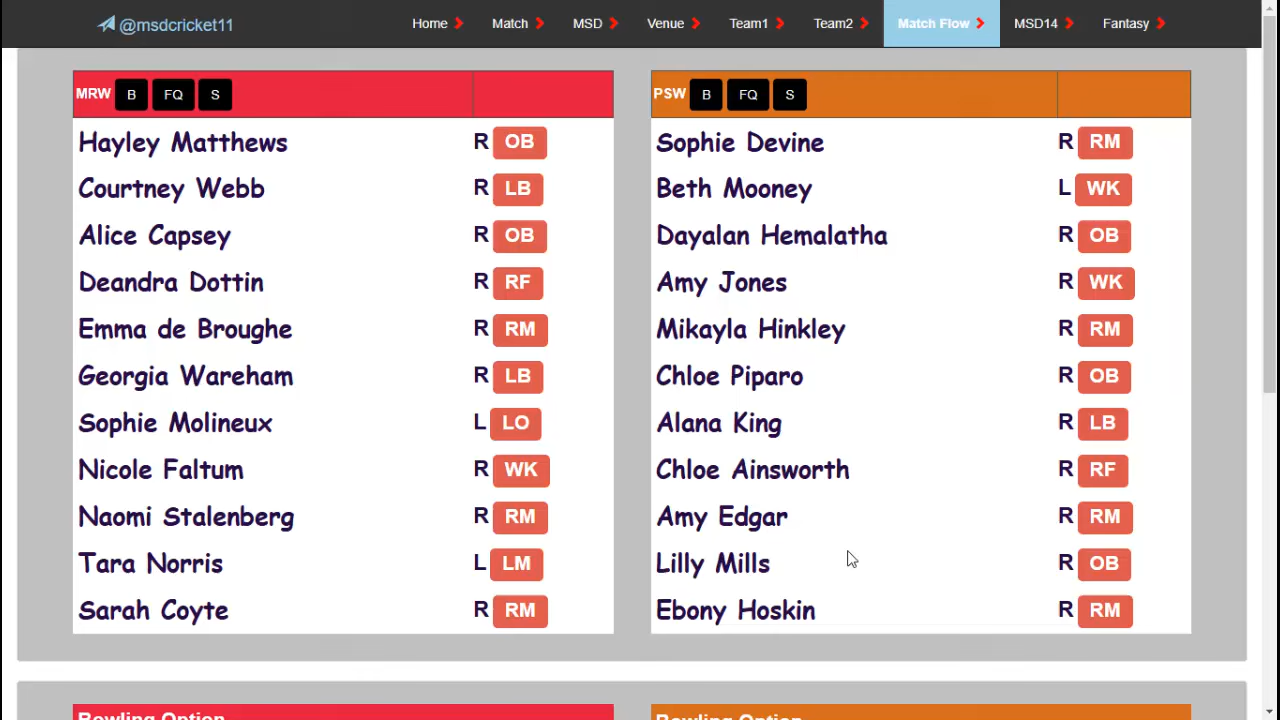 @msdcricket11 Home Match MSD Venue Team1 Team2 Match Flow MSD14 Fantasy
MRW B FQ S
Hayley Matthews R OB
Courtney Webb R LB
Alice Capsey R OB
Deandra Dottin R RF
Emma de Broughe R RM
Georgia Wareham R LB
Sophie Molineux L LO
Nicole Faltum R WK
Naomi Stalenberg R RM
Tara Norris L LM
Sarah Coyte R RM
Bowling Option
PSW B FQ S
Sophie Devine R RM
Beth Mooney L WK
Dayalan Hemalatha R OB
Amy Jones R WK
Mikayla Hinkley R RM
Chloe Piparo R OB
Alana King R LB
Chloe Ainsworth R RF
Amy Edgar R RM
Lilly Mills R OB
Ebony Hoskin R RM
Bowling Option